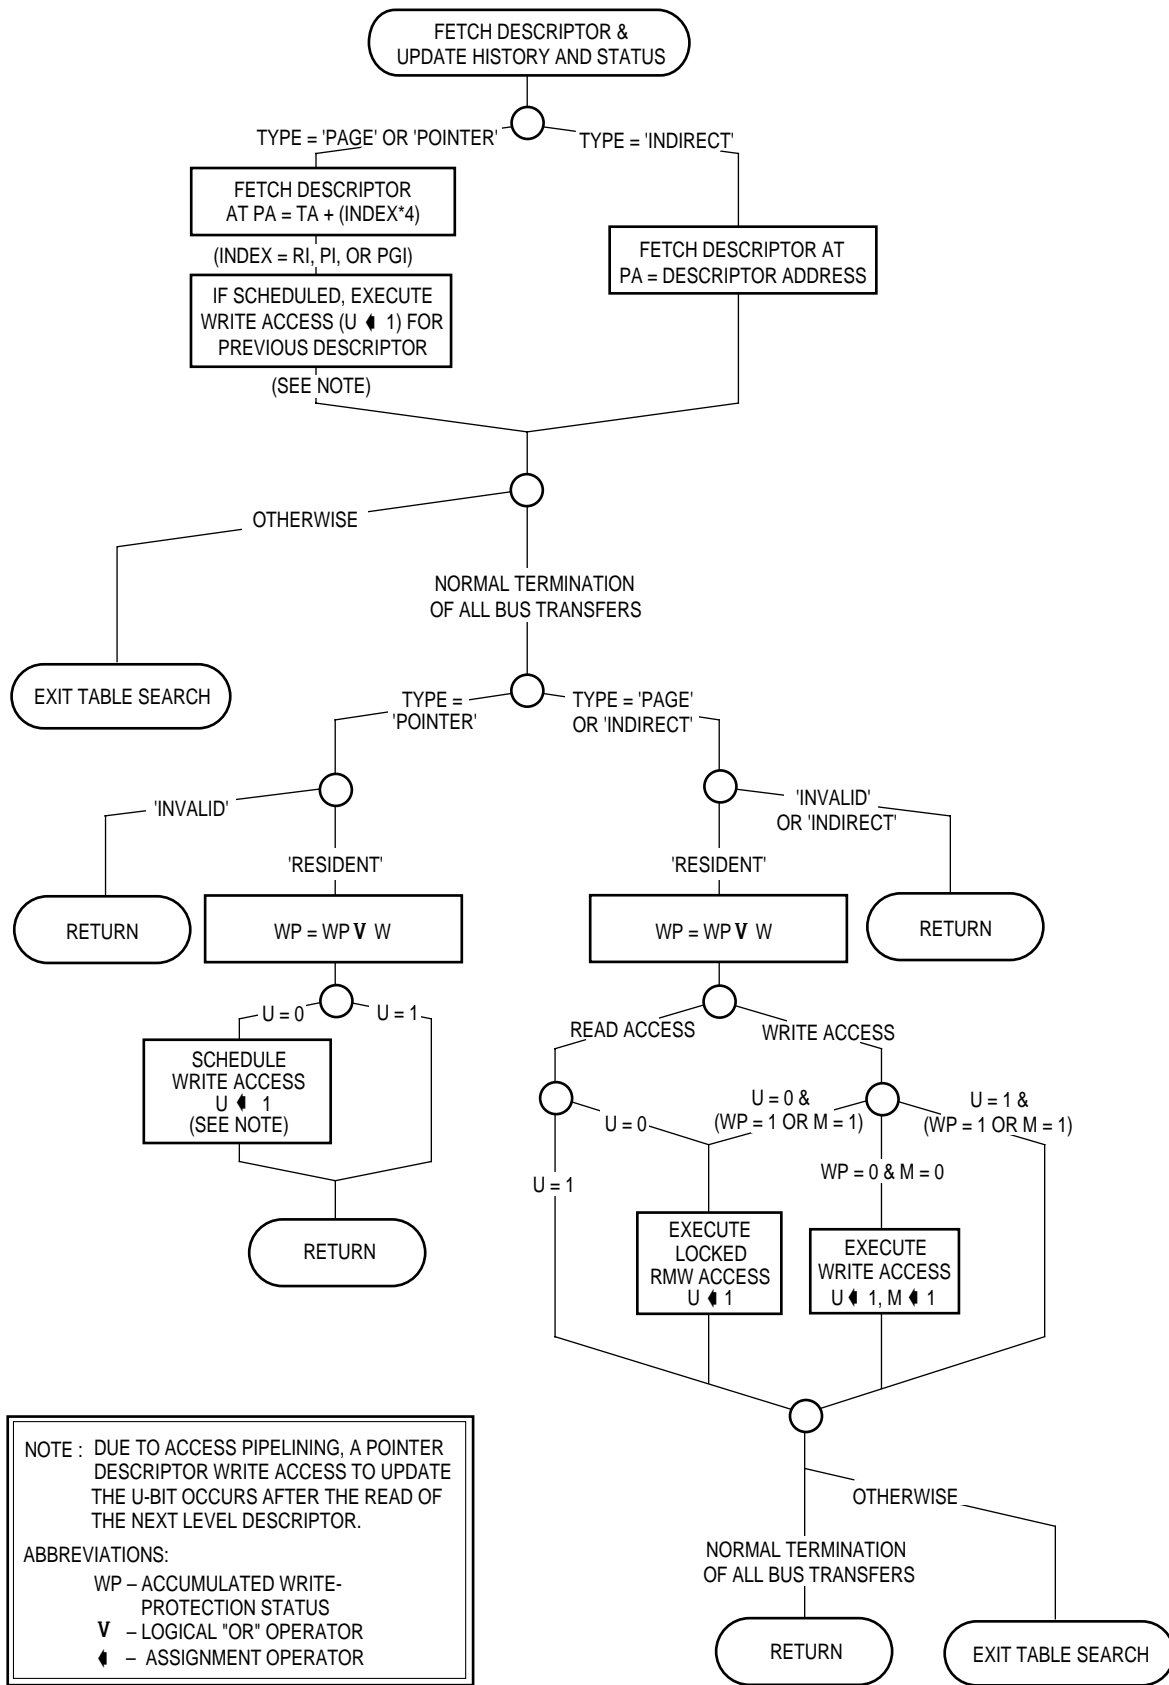 FETCH DESCRIPTOR &
UPDATE HISTORY AND STATUS
TYPE = 'PAGE' OR 'POINTER'
TYPE = 'INDIRECT'
FETCH DESCRIPTOR
AT PA = TA + (INDEX*4)
(INDEX = RI, PI, OR PGI)
FETCH DESCRIPTOR AT
PA = DESCRIPTOR ADDRESS
IF SCHEDULED, EXECUTE
WRITE ACCESS (U ⬧ 1) FOR
PREVIOUS DESCRIPTOR
(SEE NOTE)
OTHERWISE
NORMAL TERMINATION
OF ALL BUS TRANSFERS
EXIT TABLE SEARCH
TYPE =
'POINTER'
TYPE = 'PAGE'
OR 'INDIRECT'
'INVALID'
'INVALID'
OR 'INDIRECT'
'RESIDENT'
'RESIDENT'
RETURN
WP = WP V W
WP = WP V W
RETURN
U = 0
U = 1
READ ACCESS
WRITE ACCESS
SCHEDULE
WRITE ACCESS
U ⬧ 1
(SEE NOTE)
U = 0
U = 0 &
(WP = 1 OR M = 1)
U = 1 &
(WP = 1 OR M = 1)
U = 1
WP = 0 & M = 0
RETURN
EXECUTE
LOCKED
RMW ACCESS
U ⬧ 1
EXECUTE
WRITE ACCESS
U ⬧ 1, M ⬧ 1
NOTE : DUE TO ACCESS PIPELINING, A POINTER
DESCRIPTOR WRITE ACCESS TO UPDATE
THE U-BIT OCCURS AFTER THE READ OF
THE NEXT LEVEL DESCRIPTOR.
ABBREVIATIONS:
WP – ACCUMULATED WRITE-
PROTECTION STATUS
V – LOGICAL "OR" OPERATOR
⬧ – ASSIGNMENT OPERATOR
OTHERWISE
NORMAL TERMINATION
OF ALL BUS TRANSFERS
RETURN
EXIT TABLE SEARCH